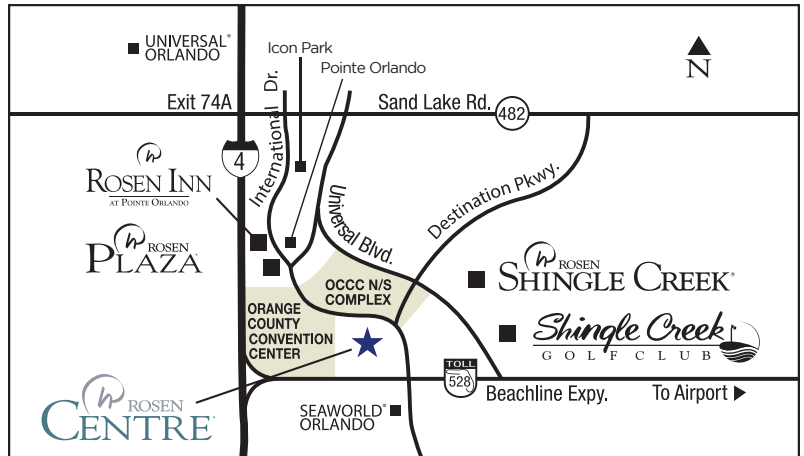 UNIVERSAL®
ORLANDO
Icon Park
Pointe Orlando
N
Exit 74A
International Dr.
Sand Lake Rd.
482
4
ROSEN INN
AT POINTE ORLANDO
Universal Blvd.
Destination Pkwy.
ROSEN
PLAZA®
ROSEN
SHINGLE CREEK®
OCCC N/S
COMPLEX
ORANGE
COUNTY
CONVENTION
CENTER
Shingle Creek
GOLF CLUB
TOLL
528
Beachline Expy.
To Airport
ROSEN
CENTRE®
SEAWORLD®
ORLANDO